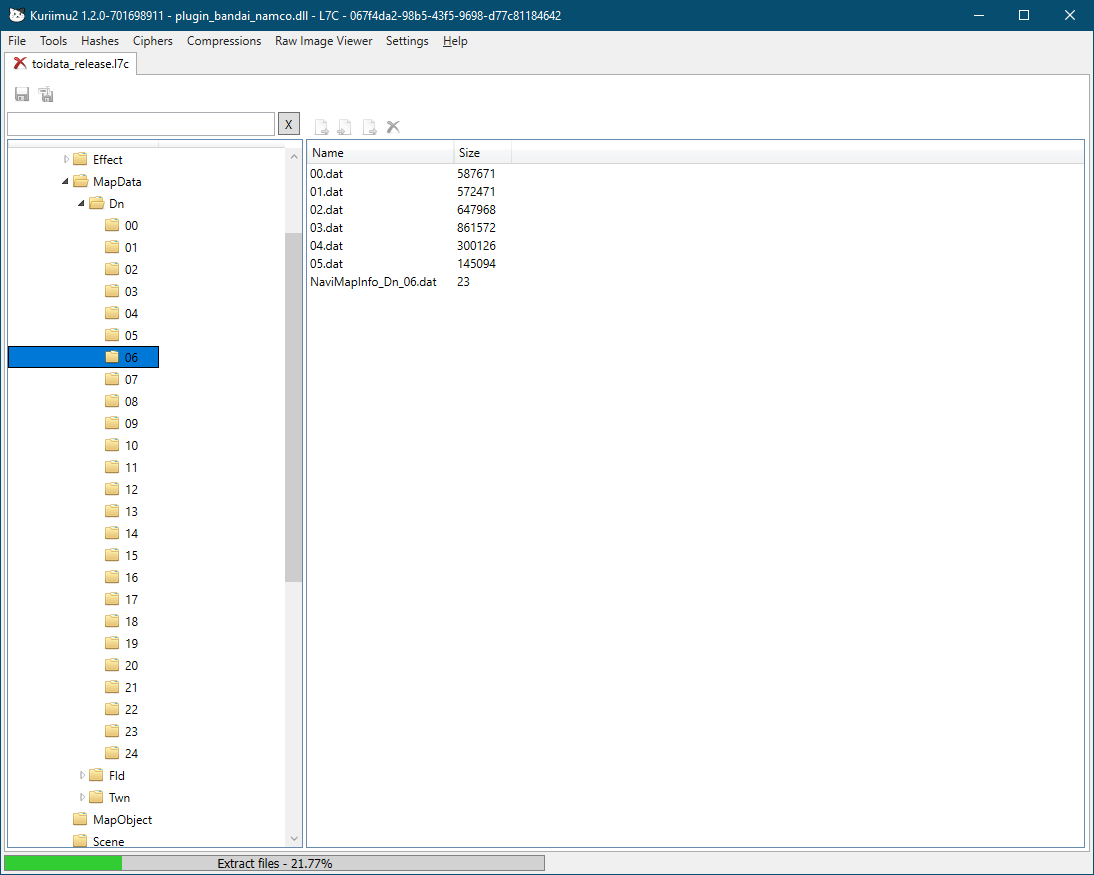 Kuriimu2 1.2.0-701698911 - plugin_bandai_namco.dll - L7C - 067f4da2-98b5-43f5-9698-d77c81184642
File Tools Hashes Ciphers Compressions Raw Image Viewer Settings Help
toidata_release.l7c
X
Name Size
Effect
MapData
Dn
00
01
02
03
04
05
06
07
08
09
10
11
12
13
14
15
16
17
18
19
20
21
22
23
24
Fld
Twn
MapObject
Scene
00.dat 587671
01.dat 572471
02.dat 647968
03.dat 861572
04.dat 300126
05.dat 145094
NaviMapInfo_Dn_06.dat 23
Extract files - 21.77%